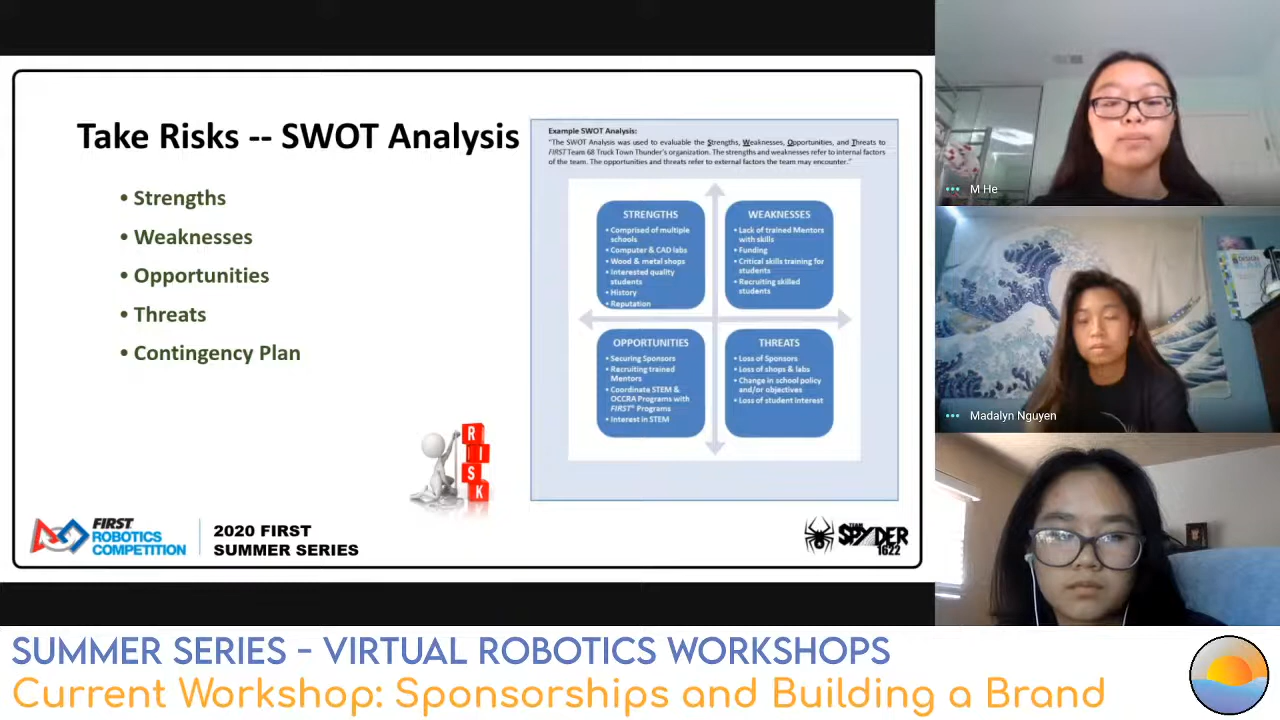 Take Risks -- SWOT Analysis
• Strengths
• Weaknesses
• Opportunities
• Threats
• Contingency Plan
Example SWOT Analysis:
"The SWOT Analysis was used to evaluable the Strengths, Weaknesses, Opportunities, and Threats to
FIRST Team 68 Truck Town Thunder's organization. The strengths and weaknesses refer to internal factors
of the team. The opportunities and threats refer to external factors the team may encounter."
STRENGTHS
• Comprised of multiple
schools
• Computer & CAD labs
• Wood & metal shops
• Interested quality
students
• History
• Reputation
WEAKNESSES
• Lack of trained Mentors
with skills
• Funding
• Critical skills training for
students
• Recruiting skilled
students
OPPORTUNITIES
• Securing Sponsors
• Recruiting trained
Mentors
• Coordinate STEM &
OCCRA Programs with
FIRST® Programs
• Interest in STEM
THREATS
• Loss of Sponsors
• Loss of shops & labs
• Change in school policy
and/or objectives
• Loss of student interest
R
I
S
K
FIRST
ROBOTICS
COMPETITION
2020 FIRST
SUMMER SERIES
TEAM
SPYDER
1622
M He
Madalyn Nguyen
SUMMER SERIES - VIRTUAL ROBOTICS WORKSHOPS
Current Workshop: Sponsorships and Building a Brand